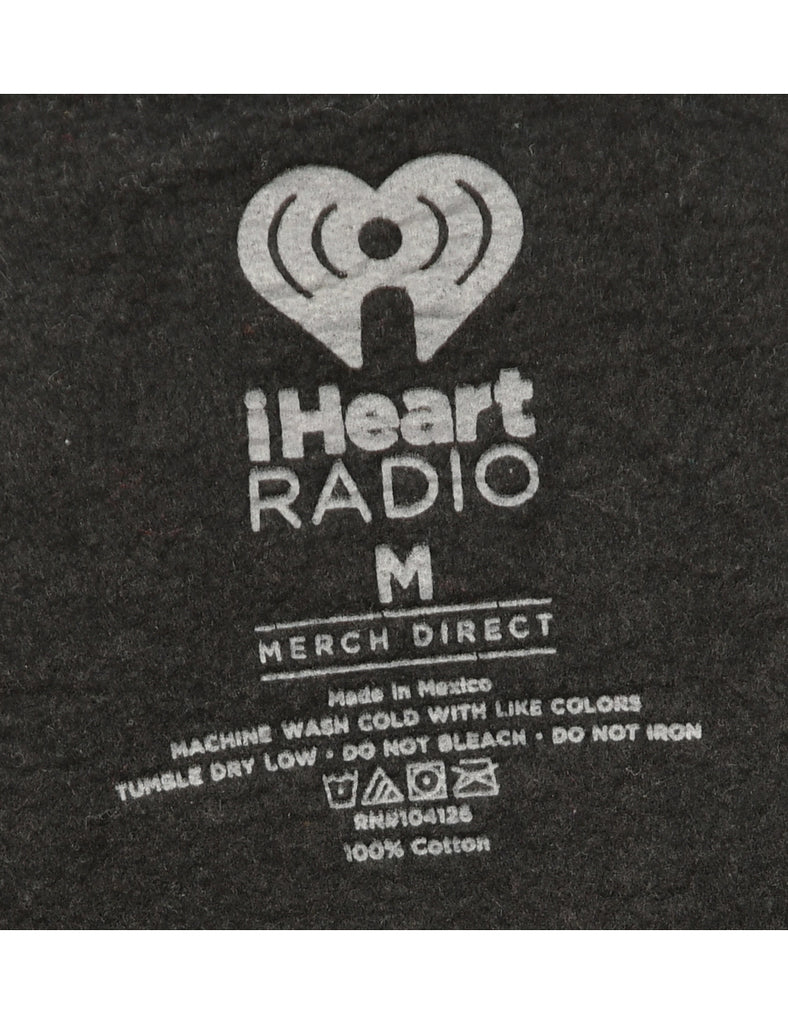 iHeart
RADIO
M
MERCH DIRECT
Made in Mexico
MACHINE WASH COLD WITH LIKE COLORS
TUMBLE DRY LOW • DO NOT BLEACH • DO NOT IRON
RN#104126
100% Cotton